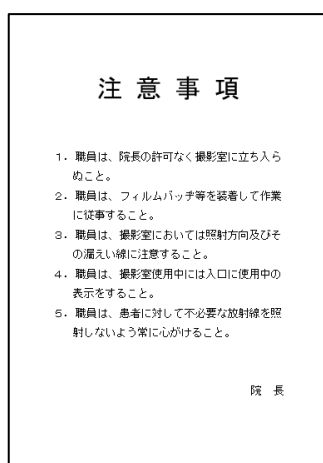 注意事項
1. 職員は、院長の許可なく撮影室に立ち入ら
ぬこと。
2. 職員は、フィルムバッヂ等を装着して作業
に従事すること。
3. 職員は、撮影室においては照射方向及びそ
の漏えい線に注意すること。
4. 職員は、撮影室使用中には入口に使用中の
表示をすること。
5. 職員は、患者に対して不必要な放射線を照
射しないよう常に心がけること。
院 長